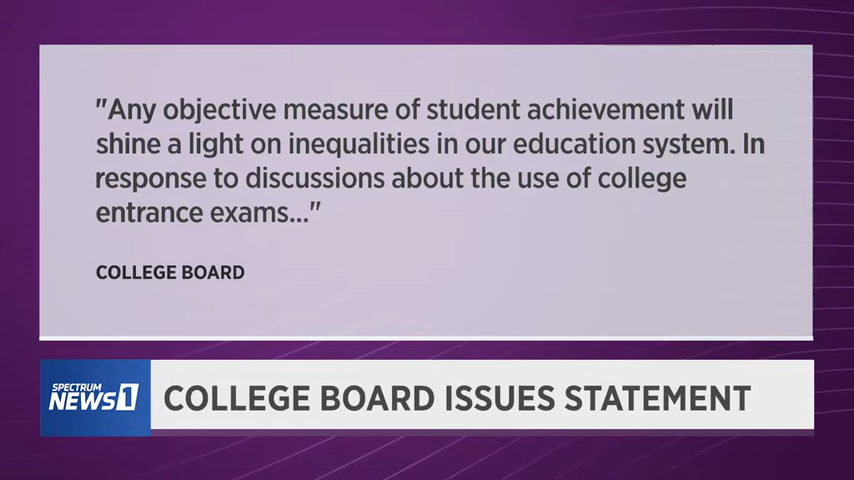 "Any objective measure of student achievement will
shine a light on inequalities in our education system. In
response to discussions about the use of college
entrance exams..."
COLLEGE BOARD
SPECTRUM
NEWS1
COLLEGE BOARD ISSUES STATEMENT